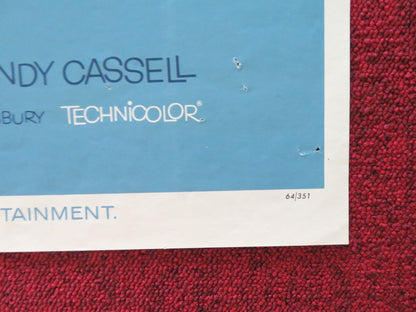 NDY CASSELL
BURY TECHNICOLOR®
64/351
TAINMENT.